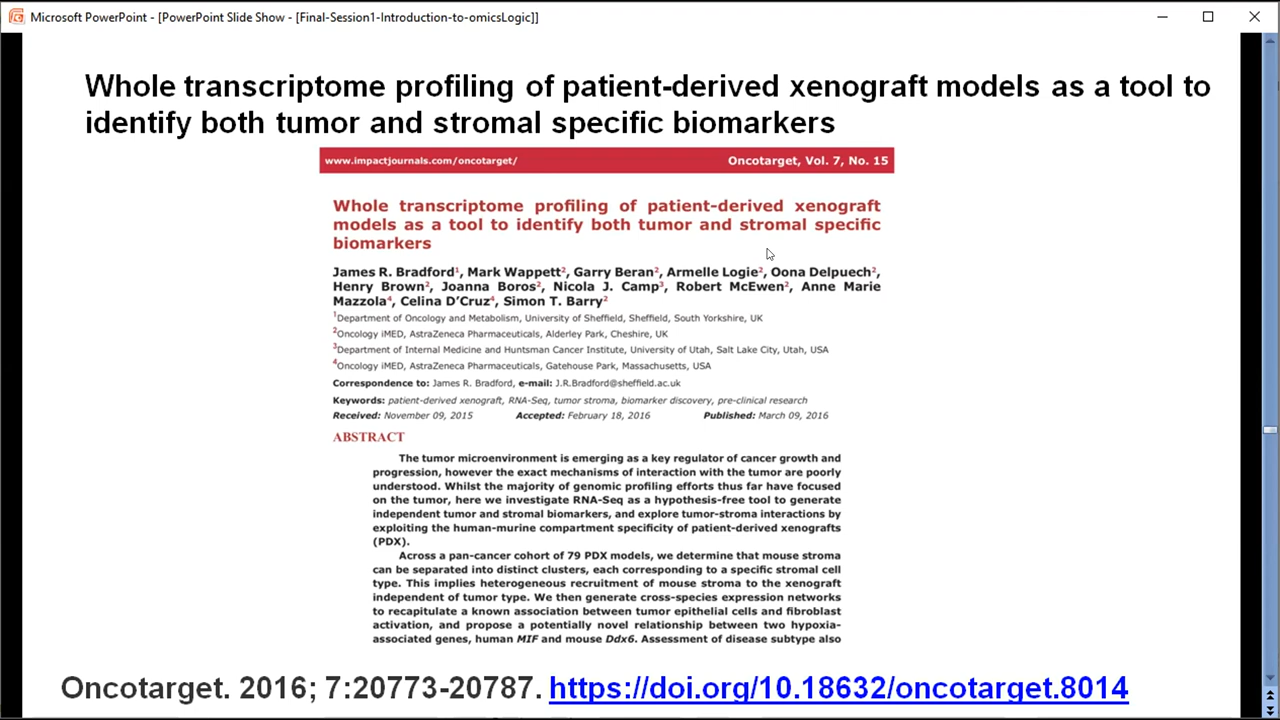 Microsoft PowerPoint - [PowerPoint Slide Show - [Final-Session1-Introduction-to-omicsLogic]]
Whole transcriptome profiling of patient-derived xenograft models as a tool to
identify both tumor and stromal specific biomarkers
www.impactjournals.com/oncotarget/ Oncotarget, Vol. 7, No. 15
Whole transcriptome profiling of patient-derived xenograft
models as a tool to identify both tumor and stromal specific
biomarkers
James R. Bradford1, Mark Wappett2, Garry Beran2, Armelle Logie2, Oona Delpuech2,
Henry Brown2, Joanna Boros2, Nicola J. Camp3, Robert McEwen2, Anne Marie
Mazzola4, Celina D’Cruz4, Simon T. Barry2
1Department of Oncology and Metabolism, University of Sheffield, Sheffield, South Yorkshire, UK
2Oncology iMED, AstraZeneca Pharmaceuticals, Alderley Park, Cheshire, UK
3Department of Internal Medicine and Huntsman Cancer Institute, University of Utah, Salt Lake City, Utah, USA
4Oncology iMED, AstraZeneca Pharmaceuticals, Gatehouse Park, Massachusetts, USA
Correspondence to: James R. Bradford, e-mail: J.R.Bradford@sheffield.ac.uk
Keywords: patient-derived xenograft, RNA-Seq, tumor stroma, biomarker discovery, pre-clinical research
Received: November 09, 2015 Accepted: February 18, 2016 Published: March 09, 2016
ABSTRACT
The tumor microenvironment is emerging as a key regulator of cancer growth and
progression, however the exact mechanisms of interaction with the tumor are poorly
understood. Whilst the majority of genomic profiling efforts thus far have focused
on the tumor, here we investigate RNA-Seq as a hypothesis-free tool to generate
independent tumor and stromal biomarkers, and explore tumor-stroma interactions by
exploiting the human-murine compartment specificity of patient-derived xenografts
(PDX).
Across a pan-cancer cohort of 79 PDX models, we determine that mouse stroma
can be separated into distinct clusters, each corresponding to a specific stromal cell
type. This implies heterogeneous recruitment of mouse stroma to the xenograft
independent of tumor type. We then generate cross-species expression networks
to recapitulate a known association between tumor epithelial cells and fibroblast
activation, and propose a potentially novel relationship between two hypoxia-
associated genes, human MIF and mouse Ddx6. Assessment of disease subtype also
Oncotarget. 2016; 7:20773-20787. https://doi.org/10.18632/oncotarget.8014